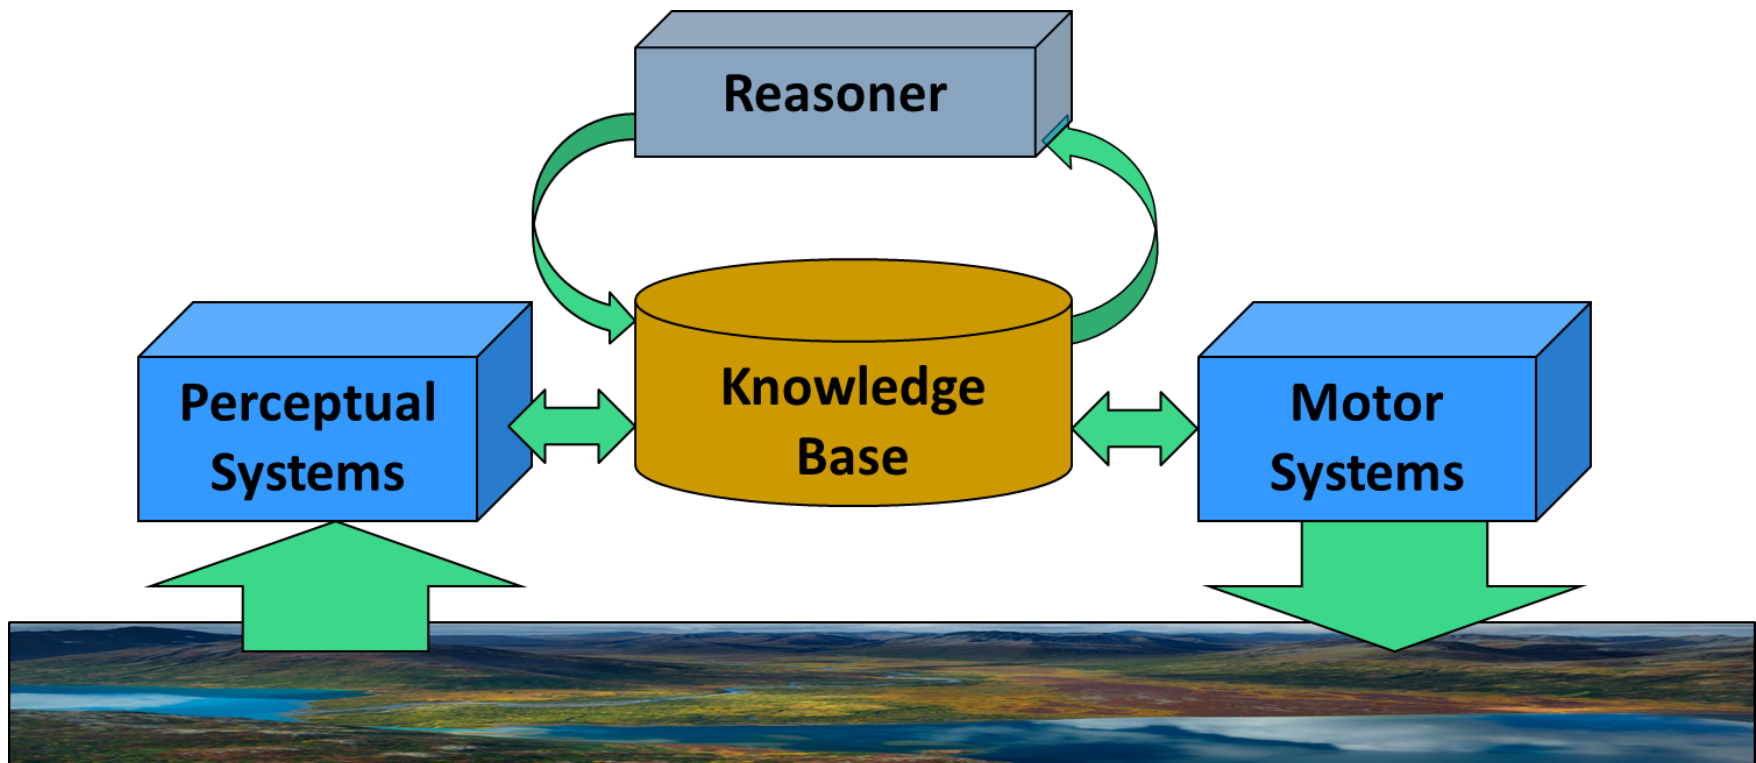 Reasoner
Perceptual
Systems
Knowledge
Base
Motor
Systems